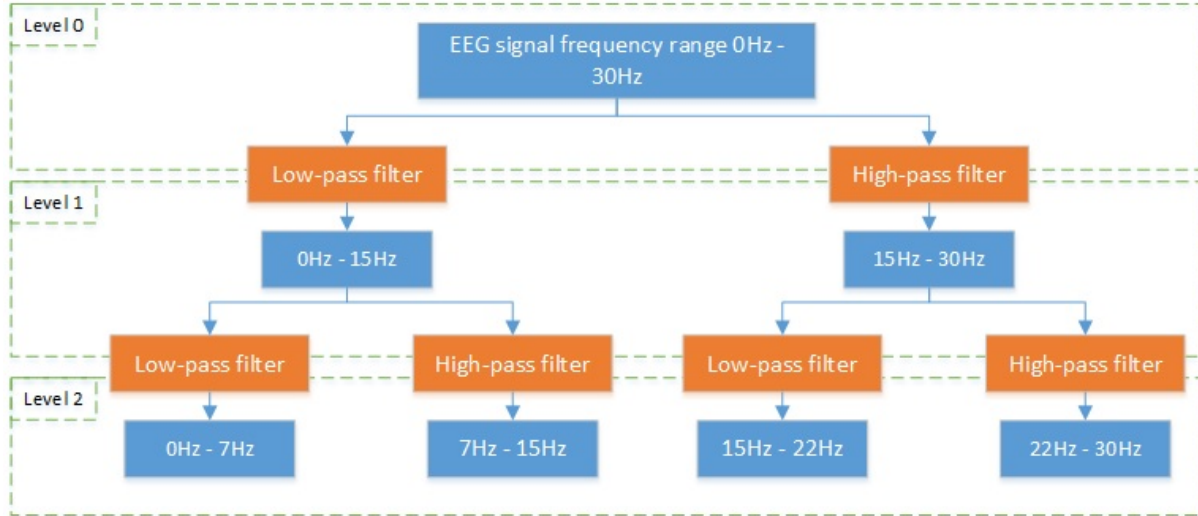 Level 0
EEG signal frequency range 0Hz -
30Hz
Low-pass filter
High-pass filter
Level 1
0Hz - 15Hz
15Hz - 30Hz
Low-pass filter
High-pass filter
Low-pass filter
High-pass filter
Level 2
0Hz - 7Hz
7Hz - 15Hz
15Hz - 22Hz
22Hz - 30Hz